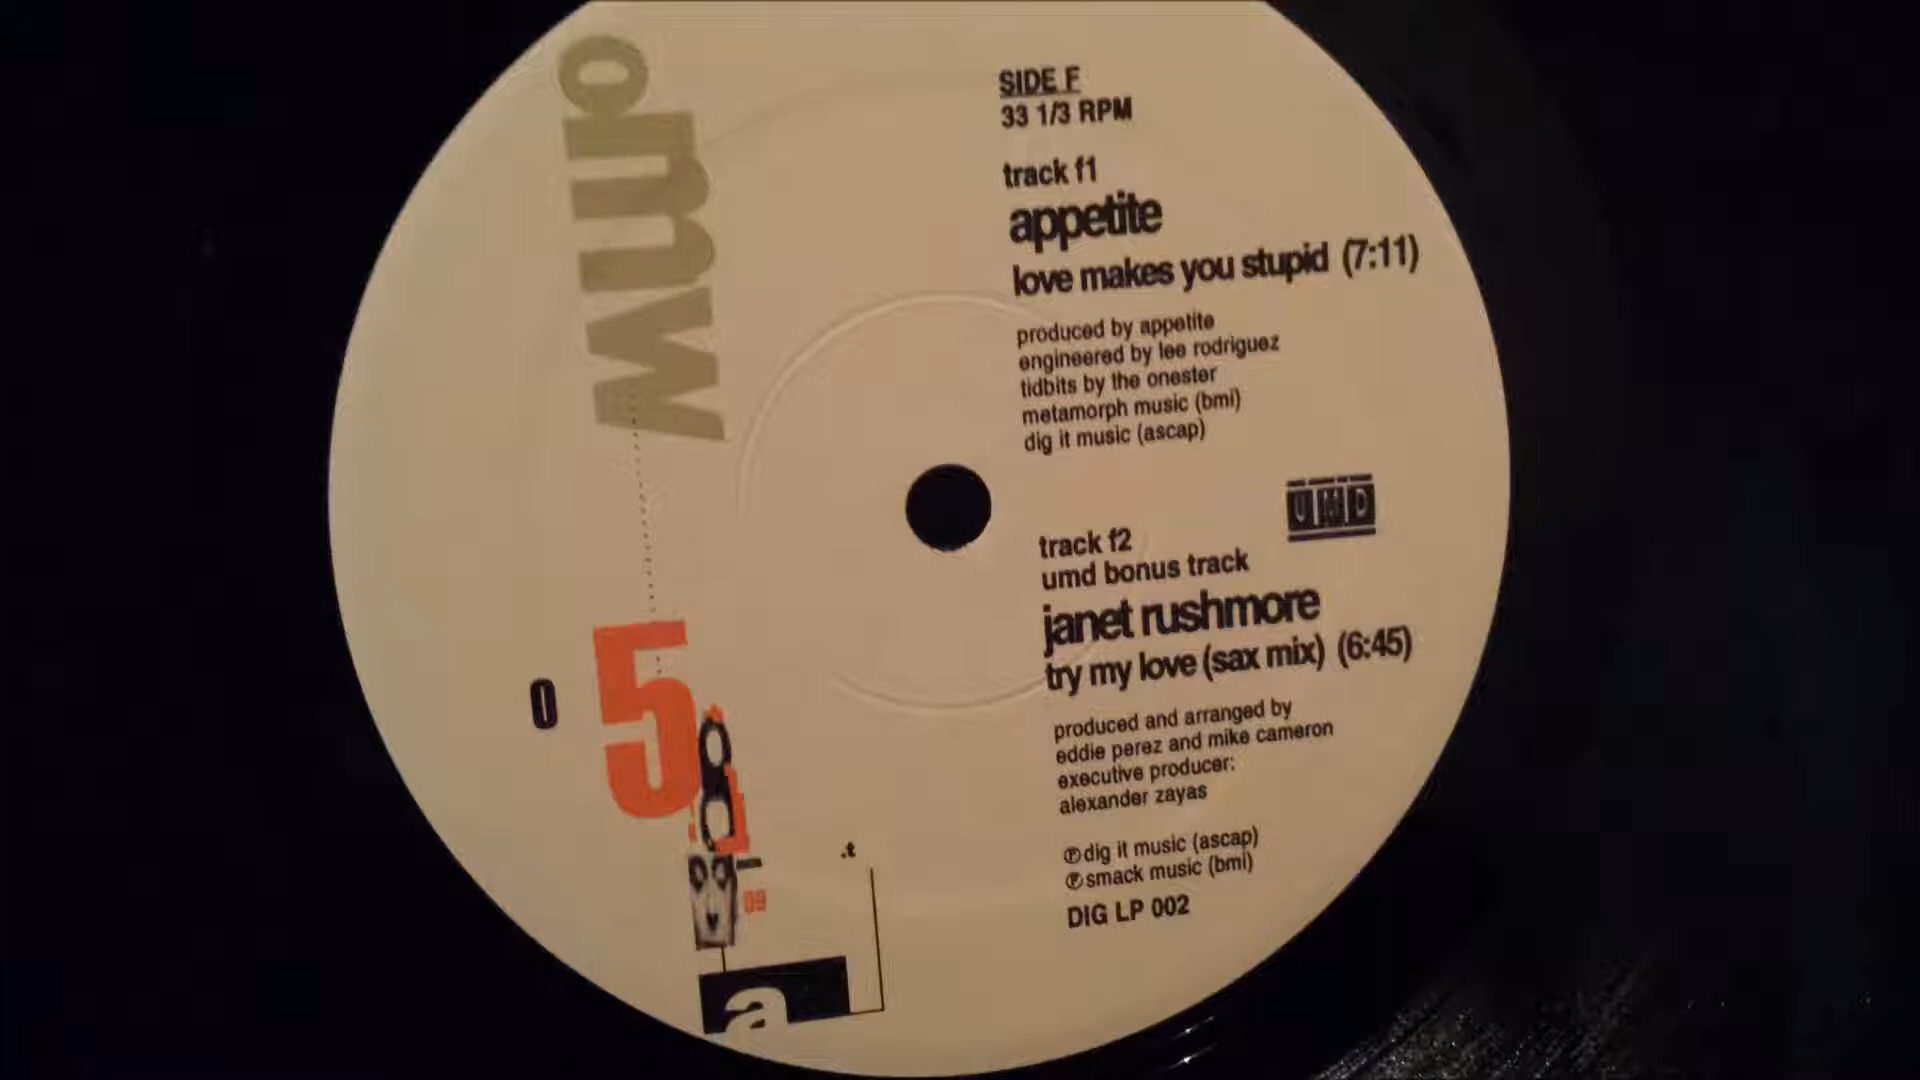 SIDE F
33 1/3 RPM
track f1
appetite
love makes you stupid (7:11)
produced by appetite
engineered by lee rodriguez
tidbits by the onester
metamorph music (bmi)
dig it music (ascap)
UMD
track f2
umd bonus track
janet rushmore
try my love (sax mix) (6:45)
produced and arranged by
eddie perez and mike cameron
executive producer:
alexander zayas
℗dig it music (ascap)
℗smack music (bmi)
DIG LP 002
0
5
.t
09
a